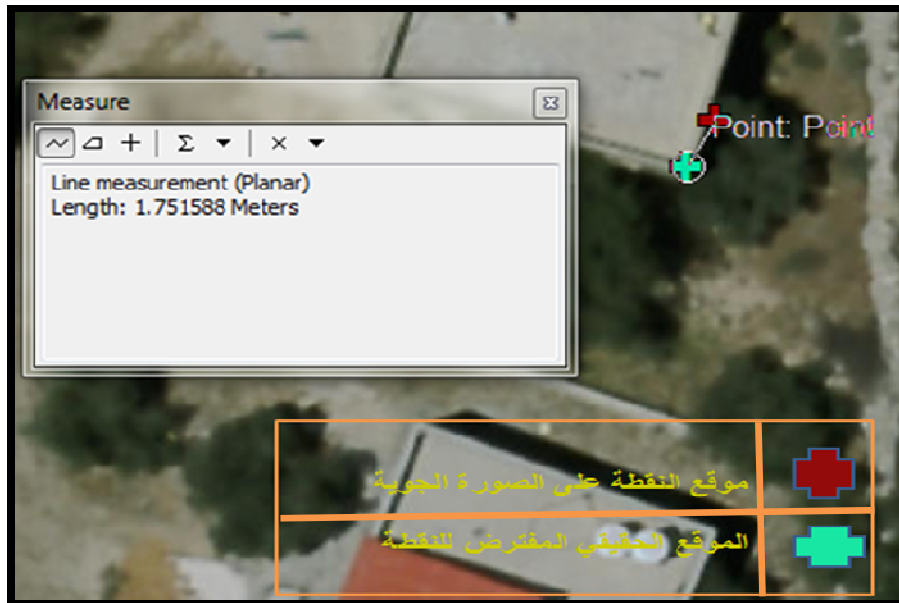 Measure
Line measurement (Planar)
Length: 1.751588 Meters
Point: Point
موقع النقطة على الصورة الجوية
الموقع الحقيقي المفترض للنقطة